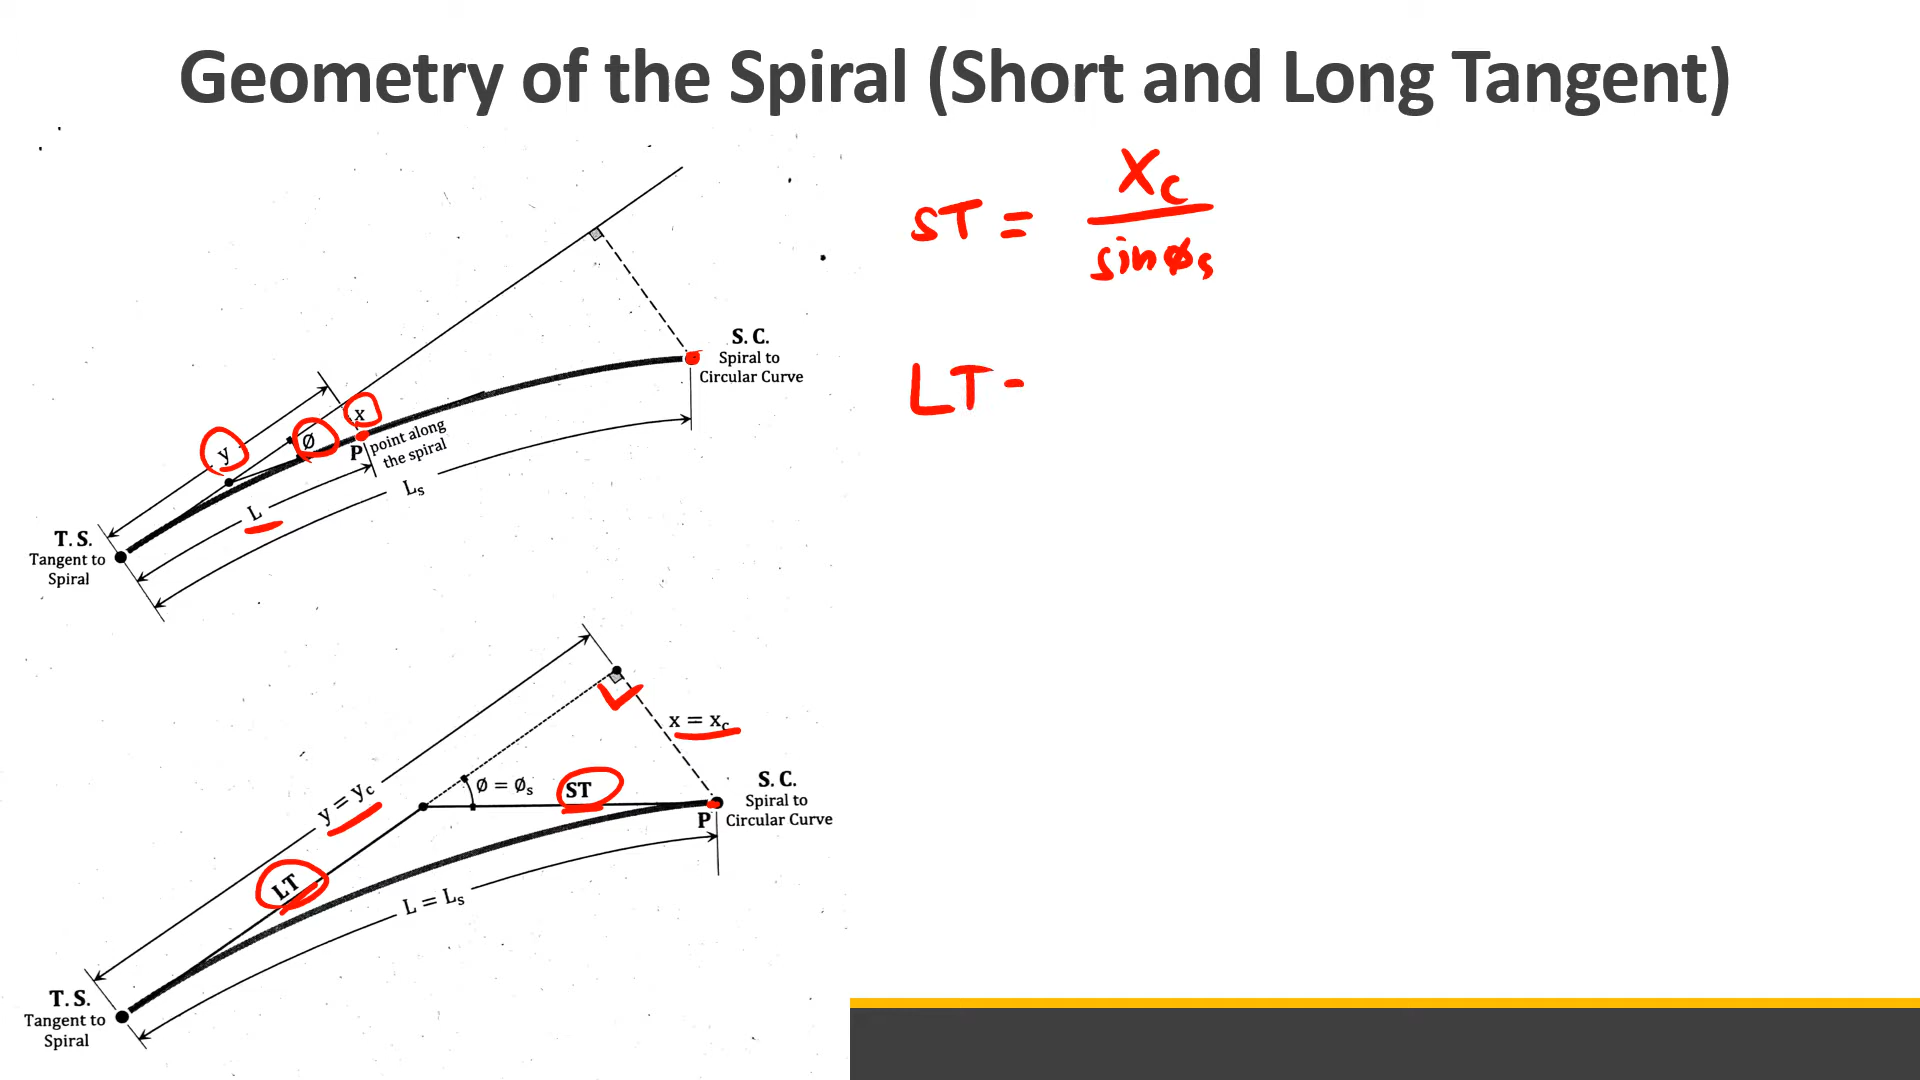 Geometry of the Spiral (Short and Long Tangent)
ST = Xc / sinøs
LT =
S. C.
Spiral to
Circular Curve
x
ø
y
P
point along
the spiral
Ls
L
T. S.
Tangent to
Spiral
x = xc
ø = øs
ST
S. C.
Spiral to
Circular Curve
P
y = yc
LT
L = Ls
T. S.
Tangent to
Spiral